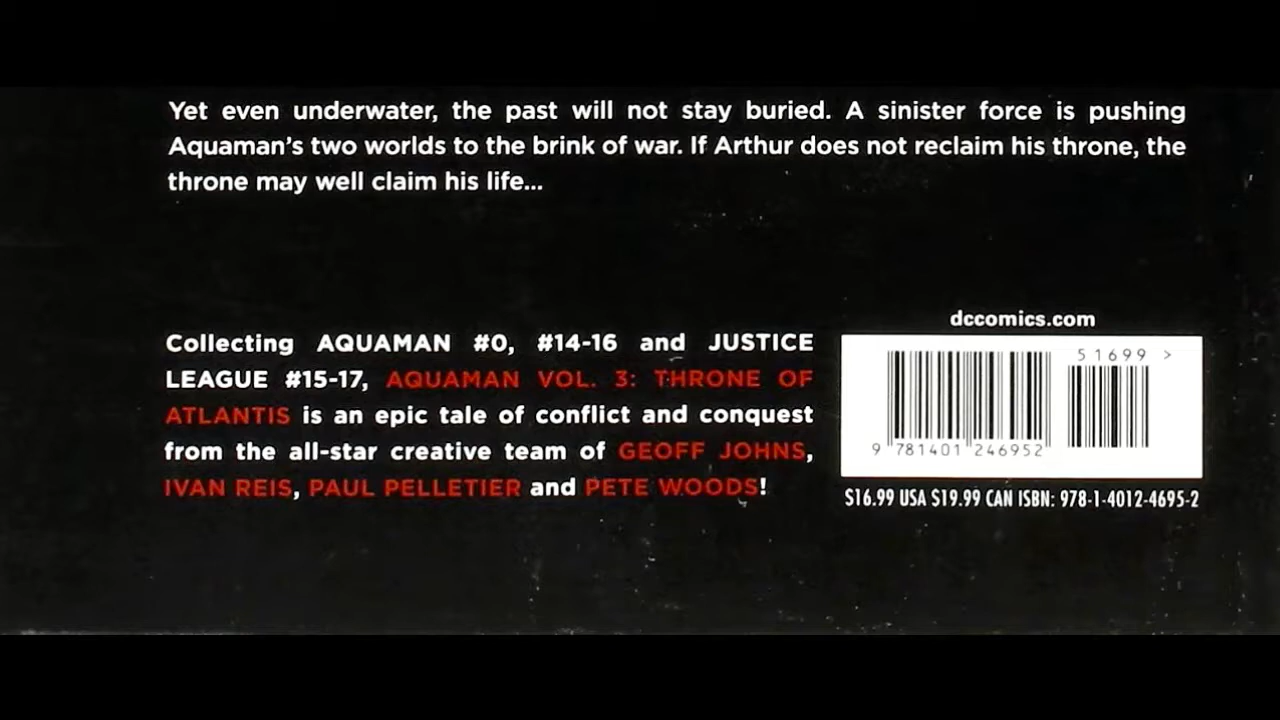 Yet even underwater, the past will not stay buried. A sinister force is pushing
Aquaman's two worlds to the brink of war. If Arthur does not reclaim his throne, the
throne may well claim his life...
Collecting AQUAMAN #0, #14-16 and JUSTICE
LEAGUE #15-17, AQUAMAN VOL. 3: THRONE OF
ATLANTIS is an epic tale of conflict and conquest
from the all-star creative team of GEOFF JOHNS,
IVAN REIS, PAUL PELLETIER and PETE WOODS!
dccomics.com
51699 >
9 781401 246952
$16.99 USA $19.99 CAN ISBN: 978-1-4012-4695-2